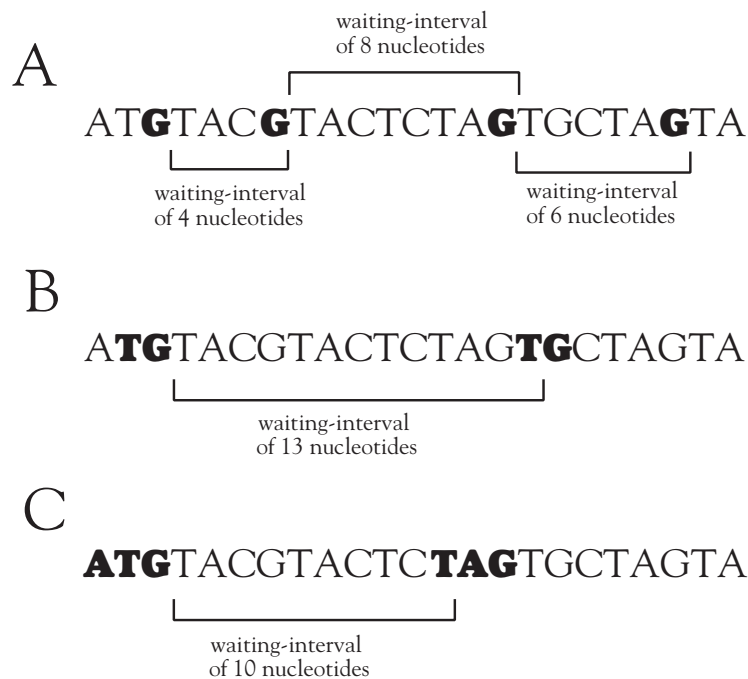 waiting-interval
of 8 nucleotides
A
ATGTACGTACTCTAGTGCTAGTA
waiting-interval
of 4 nucleotides
waiting-interval
of 6 nucleotides
B
ATGTACGTACTCTAGTGCTAGTA
waiting-interval
of 13 nucleotides
C
ATGTACGTACTCTAGTGCTAGTA
waiting-interval
of 10 nucleotides